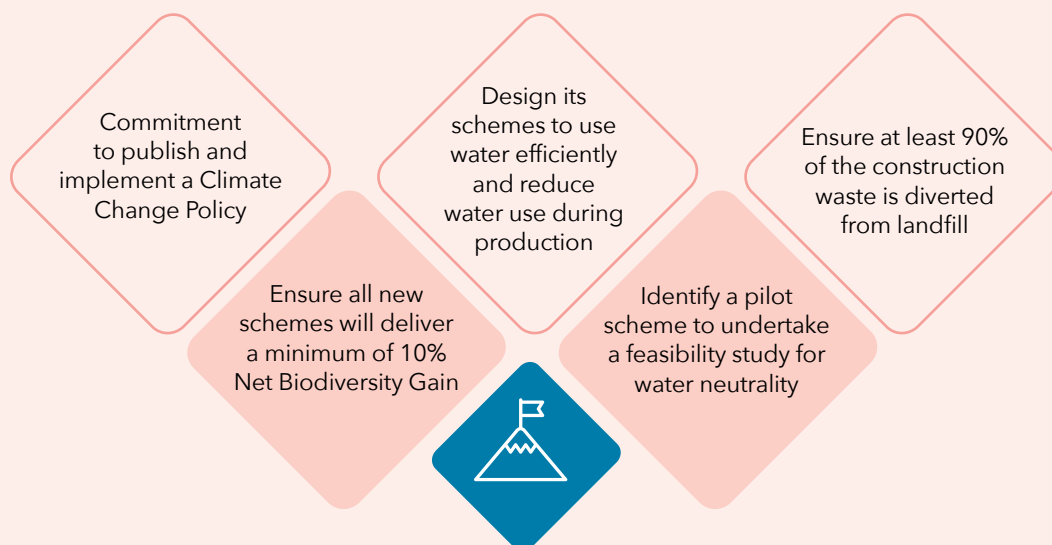 Commitment
to publish and
implement a Climate
Change Policy
Design its
schemes to use
water efficiently
and reduce
water use during
production
Ensure at least 90%
of the construction
waste is diverted
from landfill
Ensure all new
schemes will deliver
a minimum of 10%
Net Biodiversity Gain
Identify a pilot
scheme to undertake
a feasibility study for
water neutrality